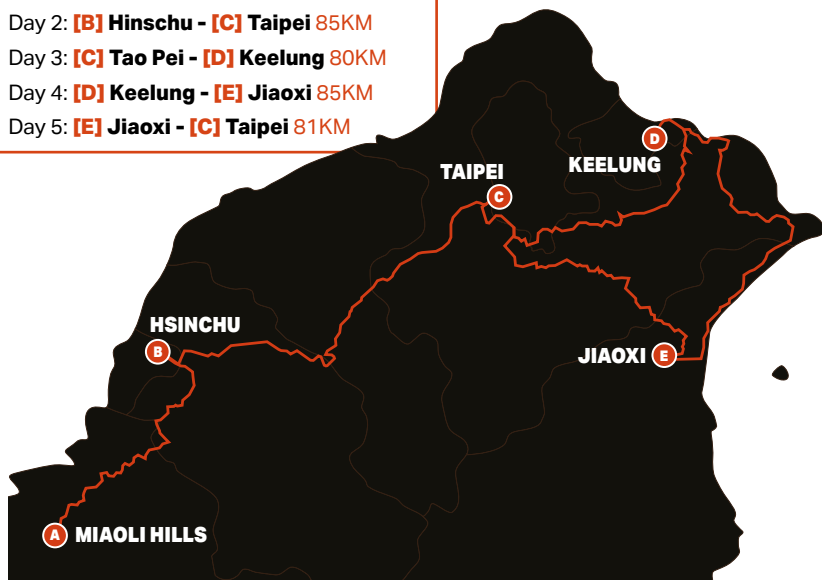 Day 2: [B] Hinschu - [C] Taipei 85KM
Day 3: [C] Tao Pei - [D] Keelung 80KM
Day 4: [D] Keelung - [E] Jiaoxi 85KM
Day 5: [E] Jiaoxi - [C] Taipei 81KM
D
KEELUNG
TAIPEI
C
HSINCHU
B
JIAOXI E
A MIAOLI HILLS